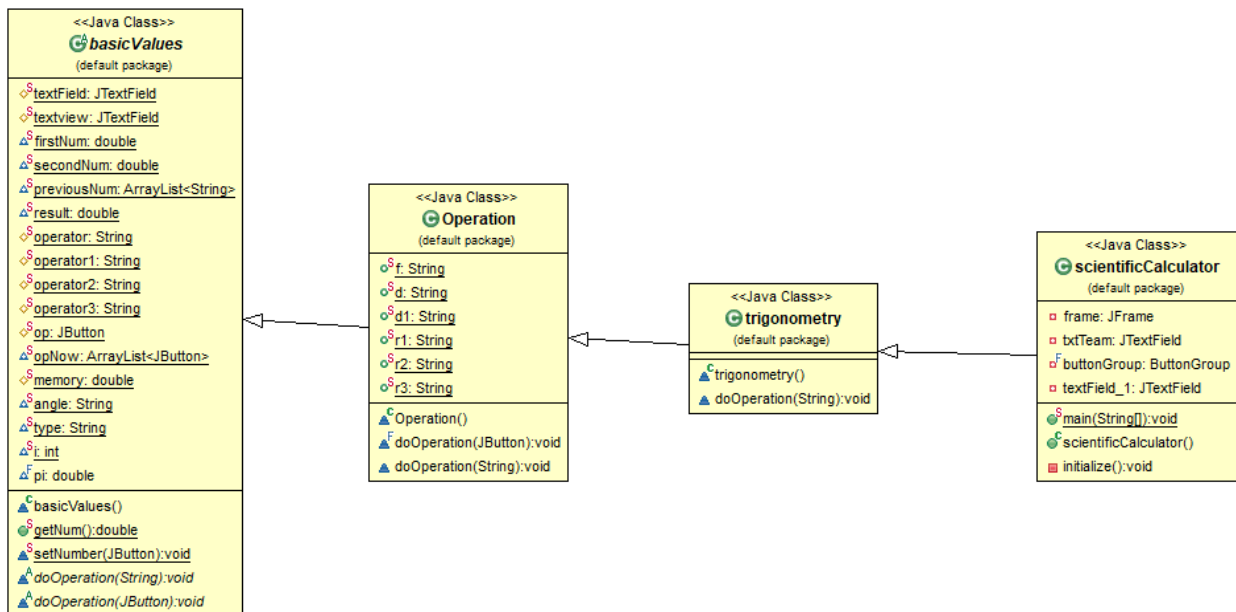 <<Java Class>>
basicValues
(default package)
textField: JTextField
textview: JTextField
firstNum: double
secondNum: double
previousNum: ArrayList<String>
result: double
operator: String
operator1: String
operator2: String
operator3: String
op: JButton
opNow: ArrayList<JButton>
memory: double
angle: String
type: String
i: int
pi: double
basicValues()
getNum():double
setNumber(JButton):void
doOperation(String):void
doOperation(JButton):void
<<Java Class>>
Operation
(default package)
f: String
d: String
d1: String
r1: String
r2: String
r3: String
Operation()
doOperation(JButton):void
doOperation(String):void
<<Java Class>>
trigonometry
(default package)
trigonometry()
doOperation(String):void
<<Java Class>>
scientificCalculator
(default package)
frame: JFrame
txtTeam: JTextField
buttonGroup: ButtonGroup
textField_1: JTextField
main(String[]):void
scientificCalculator()
initialize():void